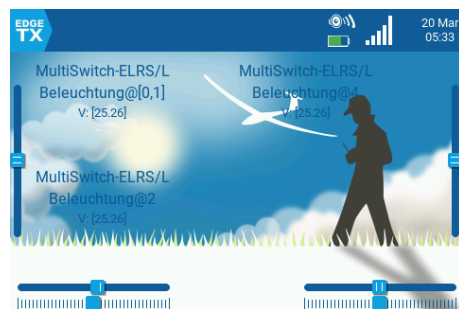 EDGE
TX
20 Mar
05:33
MultiSwitch-ELRS/L
Beleuchtung@[0,1]
V: [25.26]
MultiSwitch-ELRS/L
Beleuchtung@4
V: [25.26]
MultiSwitch-ELRS/L
Beleuchtung@2
V: [25.26]